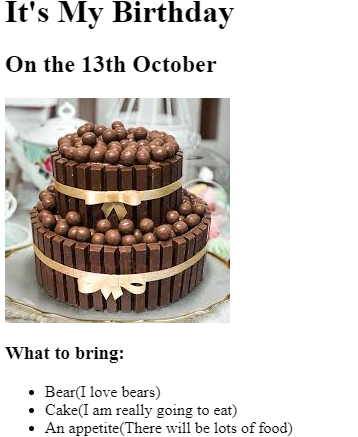 It's My Birthday
On the 13th October
What to bring:
Bear(I love bears)
Cake(I am really going to eat)
An appetite(There will be lots of food)